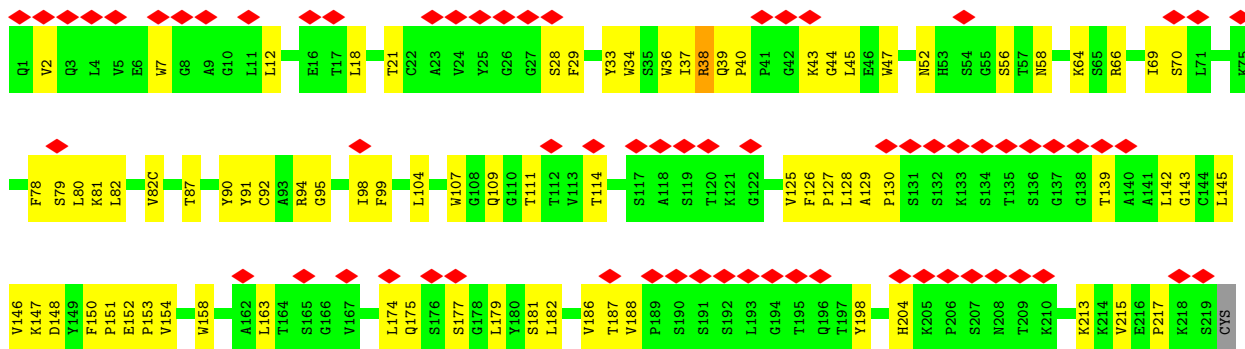 Q1 V2 Q3 L4 V5 E6 W7 G8 A9 G10 L11 L12 E16 T17 L18 T21 C22 A23 V24 Y25 G26 G27 S28 F29 Y33 W34 S35 W36 I37 R38 Q39 P40 P41 G42 K43 G44 L45 E46 W47 N52 H53 S54 G55 S56 T57 N58 K64 S65 R66 I69 S70 L71 K75
F78 S79 L80 K81 L82 V82C T87 Y90 Y91 C92 A93 R94 G95 I98 F99 L104 W107 G108 Q109 G110 T111 T112 V113 T114 S117 A118 S119 T120 K121 G122 V125 F126 P127 L128 A129 P130 S131 S132 K133 S134 T135 S136 G137 G138 T139 A140 A141 L142 G143 C144 L145
V146 K147 D148 Y149 F150 P151 E152 P153 V154 W158 A162 L163 T164 S165 G166 V167 L174 Q175 S176 S177 G178 L179 Y180 S181 L182 V186 T187 V188 P189 S190 S191 S192 L193 G194 T195 Q196 T197 Y198 H204 K205 P206 S207 N208 T209 K210 K213 K214 V215 E216 P217 K218 S219 CYS